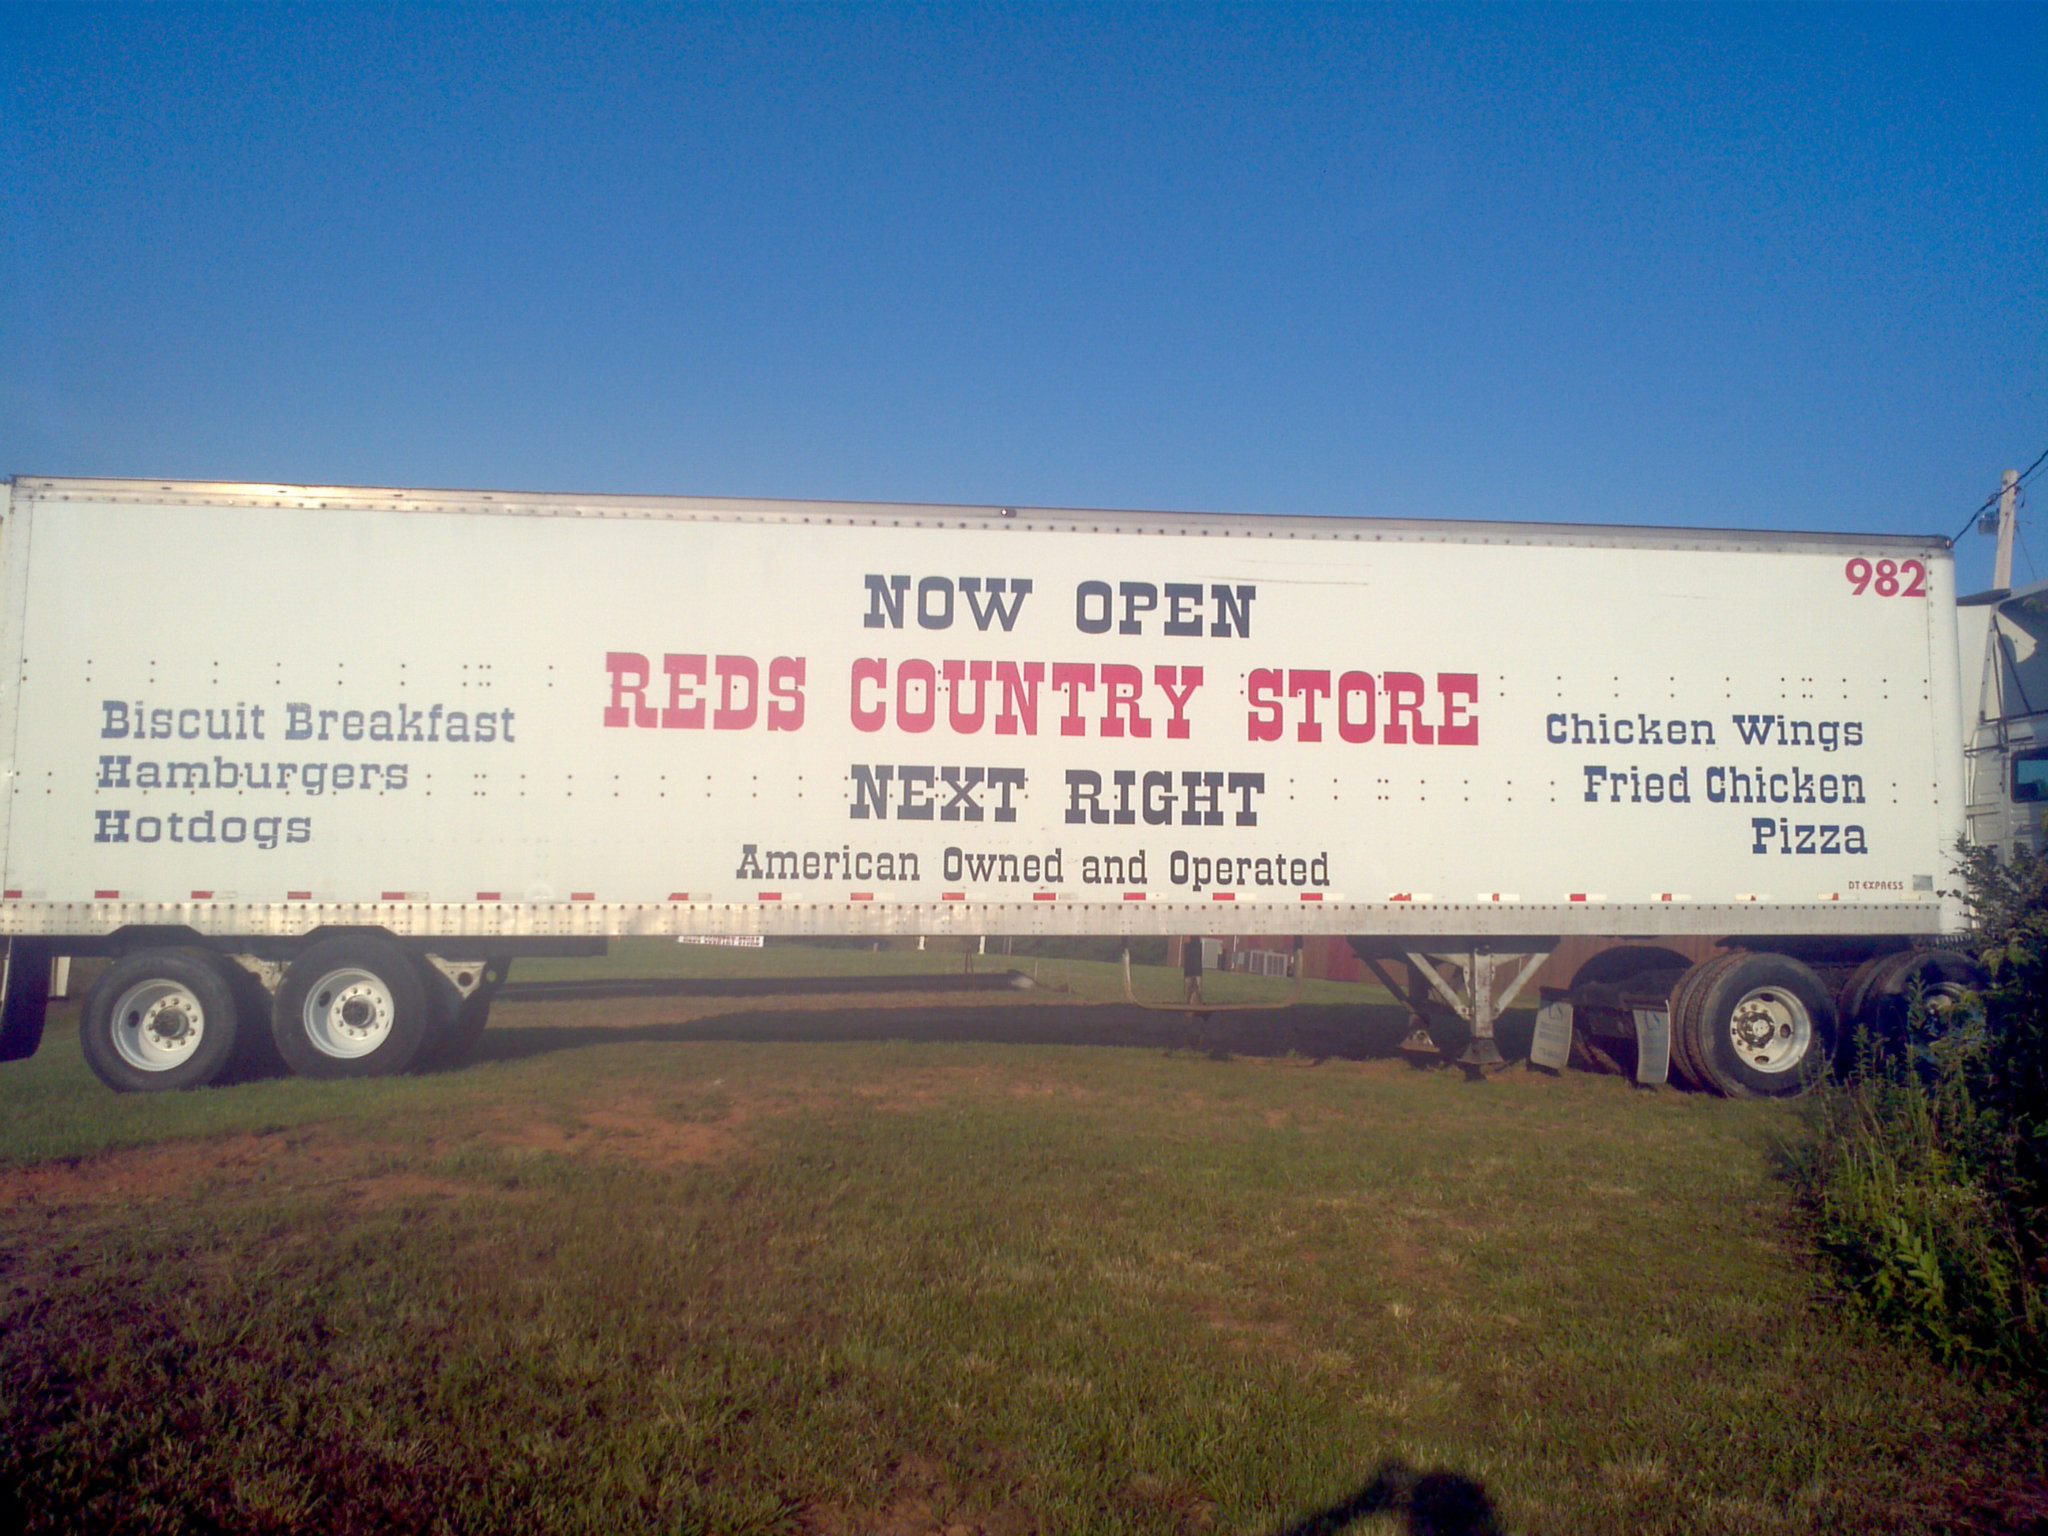 982
NOW OPEN
REDS COUNTRY STORE
NEXT RIGHT
American Owned and Operated
Biscuit Breakfast
Hamburgers
Hotdogs
Chicken Wings
Fried Chicken
Pizza
DT EXPRESS